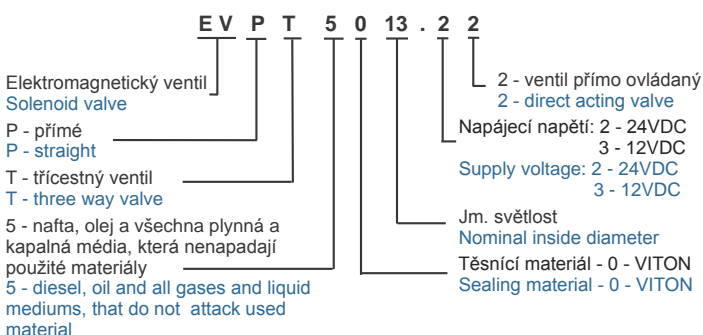 EV P T 5 0 13 . 2 2
Elektromagnetický ventil
Solenoid valve
P - přímé
P - straight
T - třícestný ventil
T - three way valve
5 - nafta, olej a všechna plynná a
kapalná média, která nenapadají
použité materiály
5 - diesel, oil and all gases and liquid
mediums, that do not attack used
material
2 - ventil přímo ovládaný
2 - direct acting valve
Napájecí napětí: 2 - 24VDC
3 - 12VDC
Supply voltage: 2 - 24VDC
3 - 12VDC
Jm. světlost
Nominal inside diameter
Těsnící materiál - 0 - VITON
Sealing material - 0 - VITON